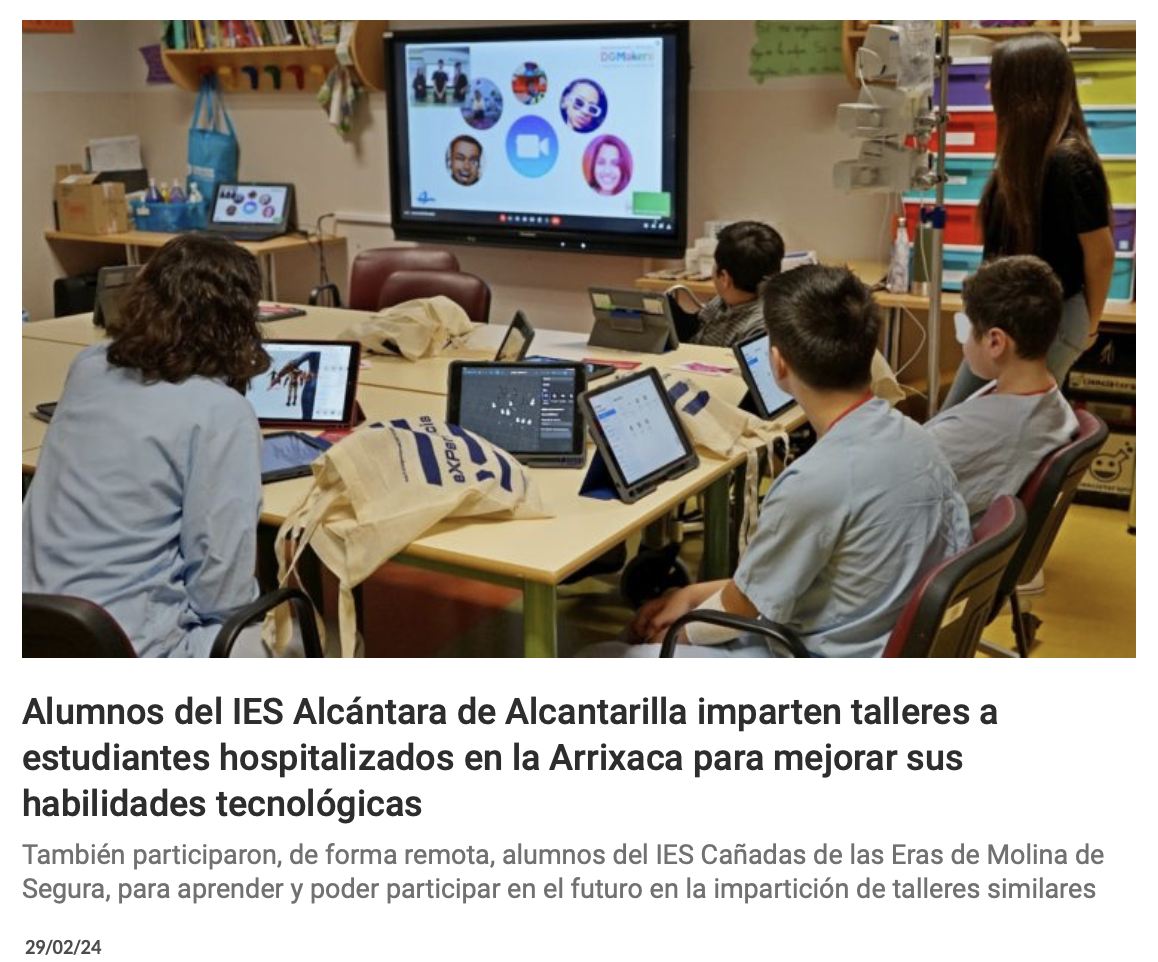 DGMakers
eXPer
cis
Alumnos del IES Alcántara de Alcantarilla imparten talleres a
estudiantes hospitalizados en la Arrixaca para mejorar sus
habilidades tecnológicas
También participaron, de forma remota, alumnos del IES Cañadas de las Eras de Molina de
Segura, para aprender y poder participar en el futuro en la impartición de talleres similares
29/02/24